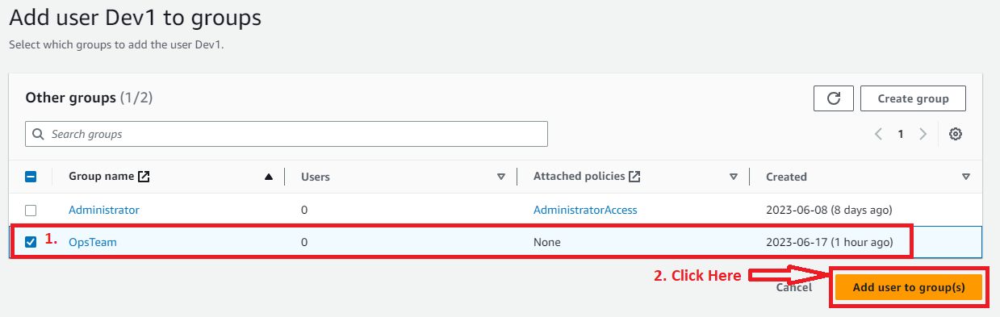 Add user Dev1 to groups
Select which groups to add the user Dev1.
Other groups (1/2)
Create group
Search groups
1
Group name Users Attached policies Created
Administrator 0 AdministratorAccess 2023-06-08 (8 days ago)
1. OpsTeam 0 None 2023-06-17 (1 hour ago)
2. Click Here
Cancel Add user to group(s)